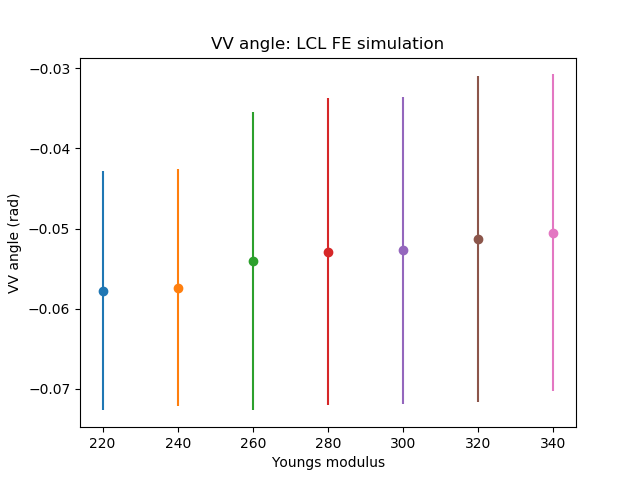 VV angle: LCL FE simulation
VV angle (rad)
−0.03
−0.04
−0.05
−0.06
−0.07
220 240 260 280 300 320 340
Youngs modulus